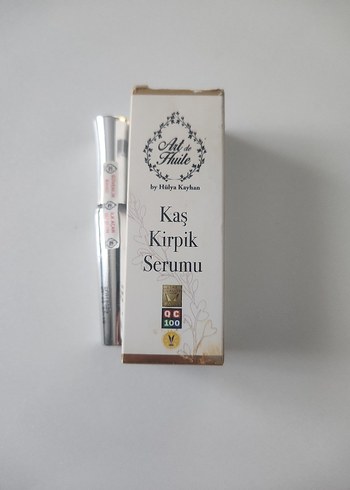 Art de
Huile
by Hülya Kayhan
Kaş
Kirpik
Serumu
QC
100